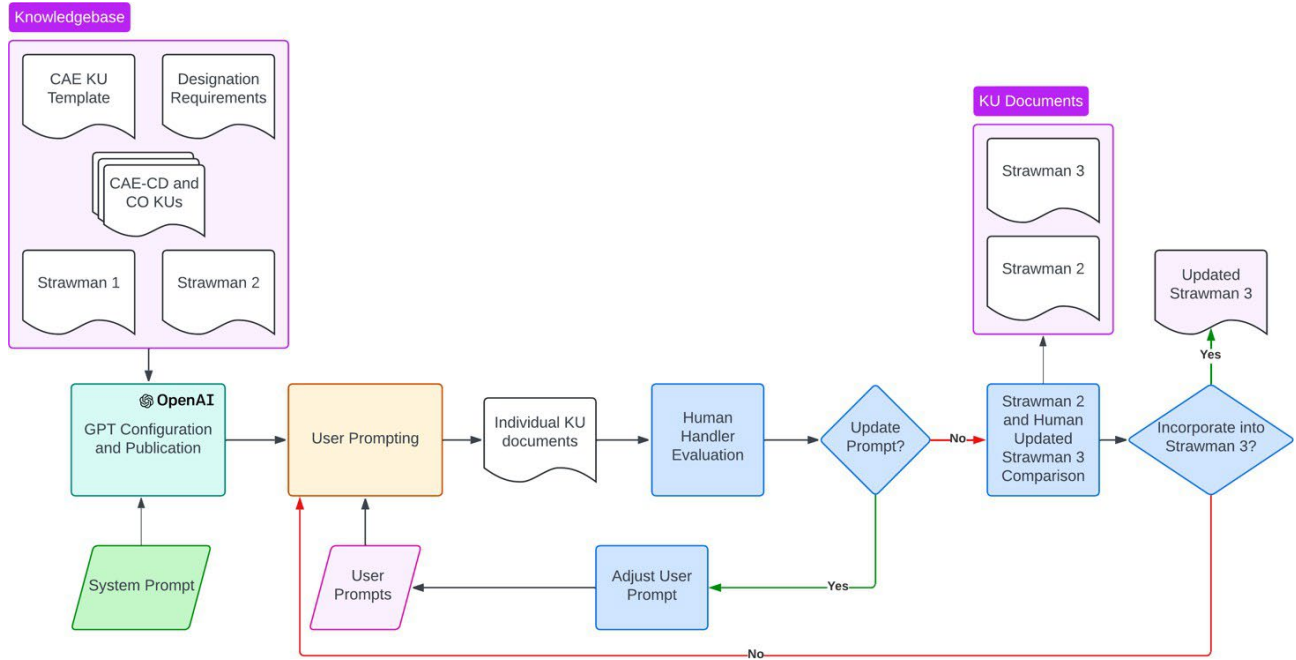 Knowledgebase
CAE KU
Template
Designation
Requirements
CAE-CD and
CO KUs
Strawman 1
Strawman 2
KU Documents
Strawman 3
Strawman 2
Updated
Strawman 3
Yes
OpenAI
GPT Configuration
and Publication
User Prompting
Individual KU
documents
Human
Handler
Evaluation
Update
Prompt?
No
Strawman 2
and Human
Updated
Strawman 3
Comparison
Incorporate into
Strawman 3?
System Prompt
User
Prompts
Adjust User
Prompt
Yes
No